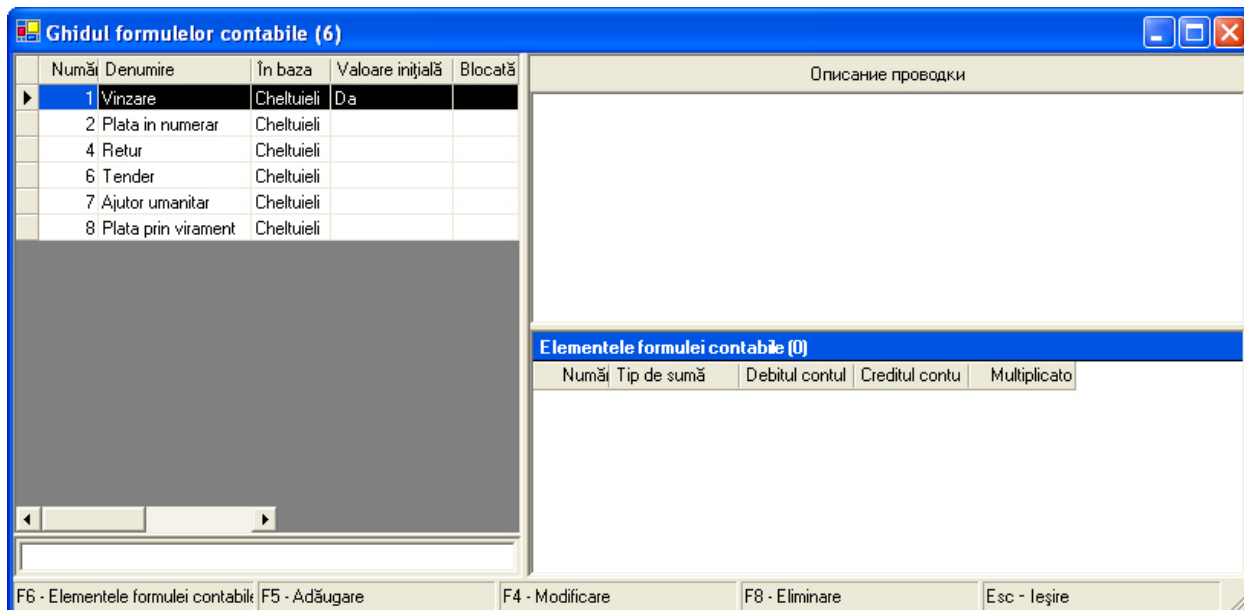 Ghidul formulelor contabile (6)
Număı Denumire În baza Valoare iniţială Blocată
1 Vinzare Cheltuieli Da
2 Plata in numerar Cheltuieli
4 Retur Cheltuieli
6 Tender Cheltuieli
7 Ajutor umanitar Cheltuieli
8 Plata prin virament Cheltuieli
Описание проводки
Elementele formulei contabile (0)
Număı Tip de sumă Debitul contul Creditul contu Multiplicato
F6 - Elementele formulei contabile F5 - Adăugare F4 - Modificare F8 - Eliminare Esc - Ieşire